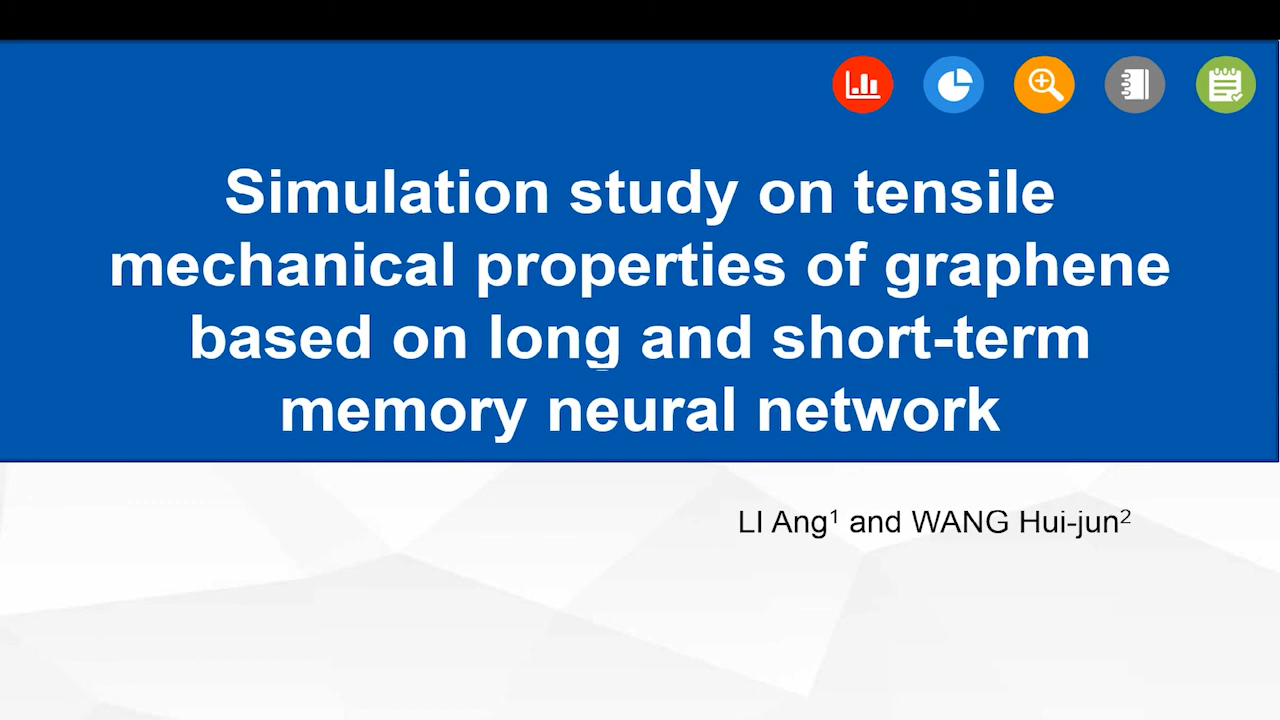 Simulation study on tensile
mechanical properties of graphene
based on long and short-term
memory neural network
LI Ang¹ and WANG Hui-jun²